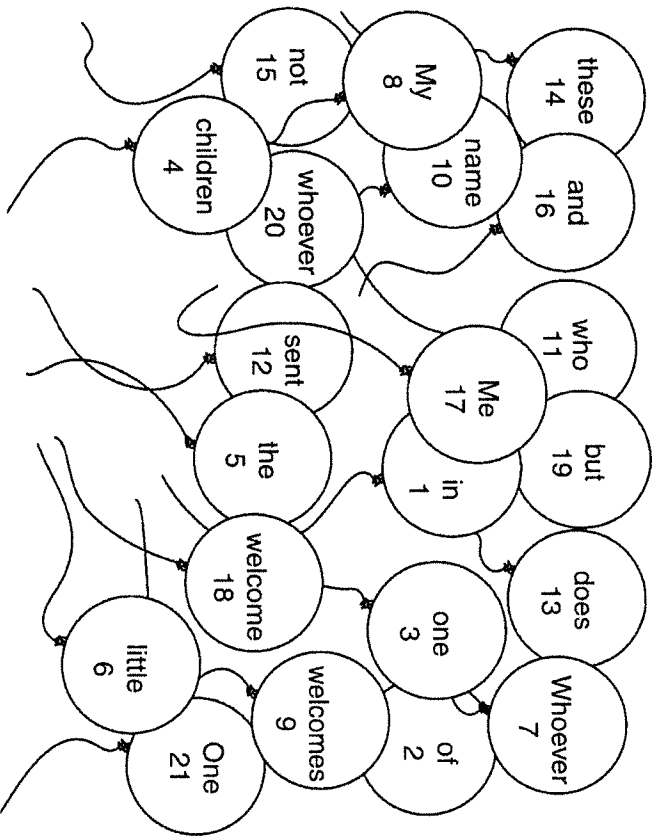 these
14
and
16
who
11
but
19
does
13
Whoever
7
My
8
name
10
Me
17
in
1
one
3
of
2
not
15
whoever
20
sent
12
the
5
welcomes
9
children
4
welcome
18
little
6
One
21